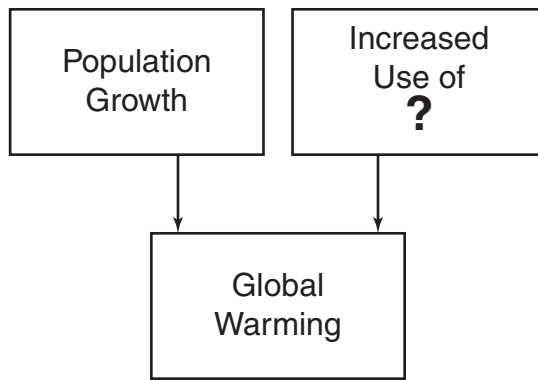 Population
Growth
Increased
Use of
?
Global
Warming